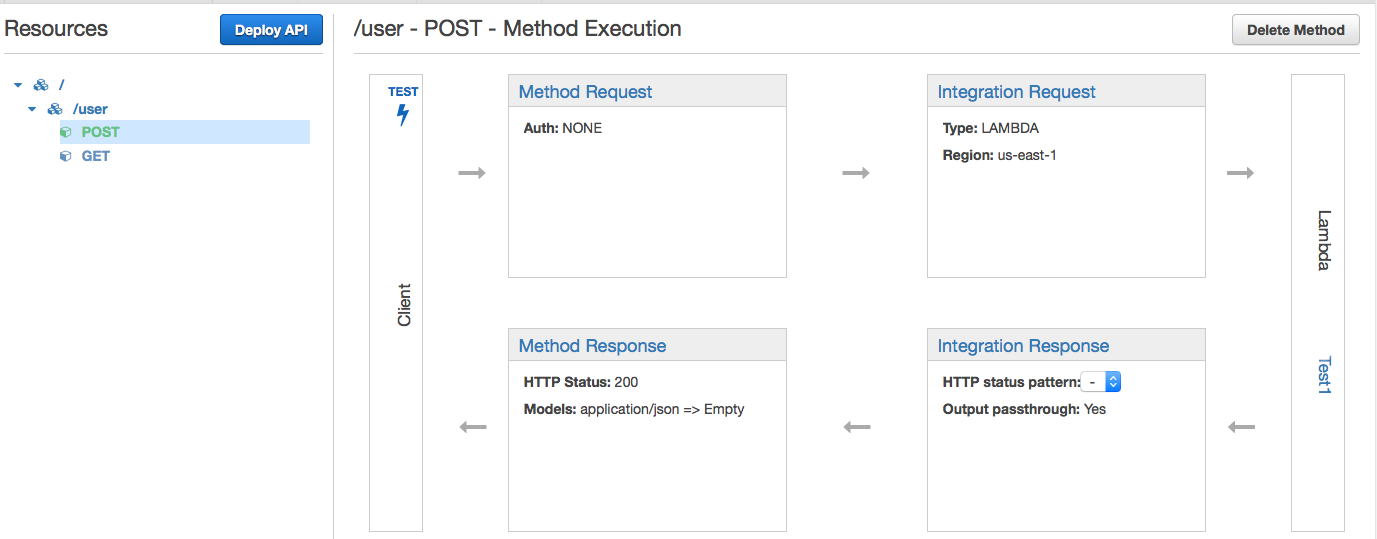 Resources
Deploy API
/
/user
POST
GET
/user - POST - Method Execution
Delete Method
TEST
Client
Method Request
Auth: NONE
Integration Request
Type: LAMBDA
Region: us-east-1
Lambda
Test1
Method Response
HTTP Status: 200
Models: application/json => Empty
Integration Response
HTTP status pattern: -
Output passthrough: Yes